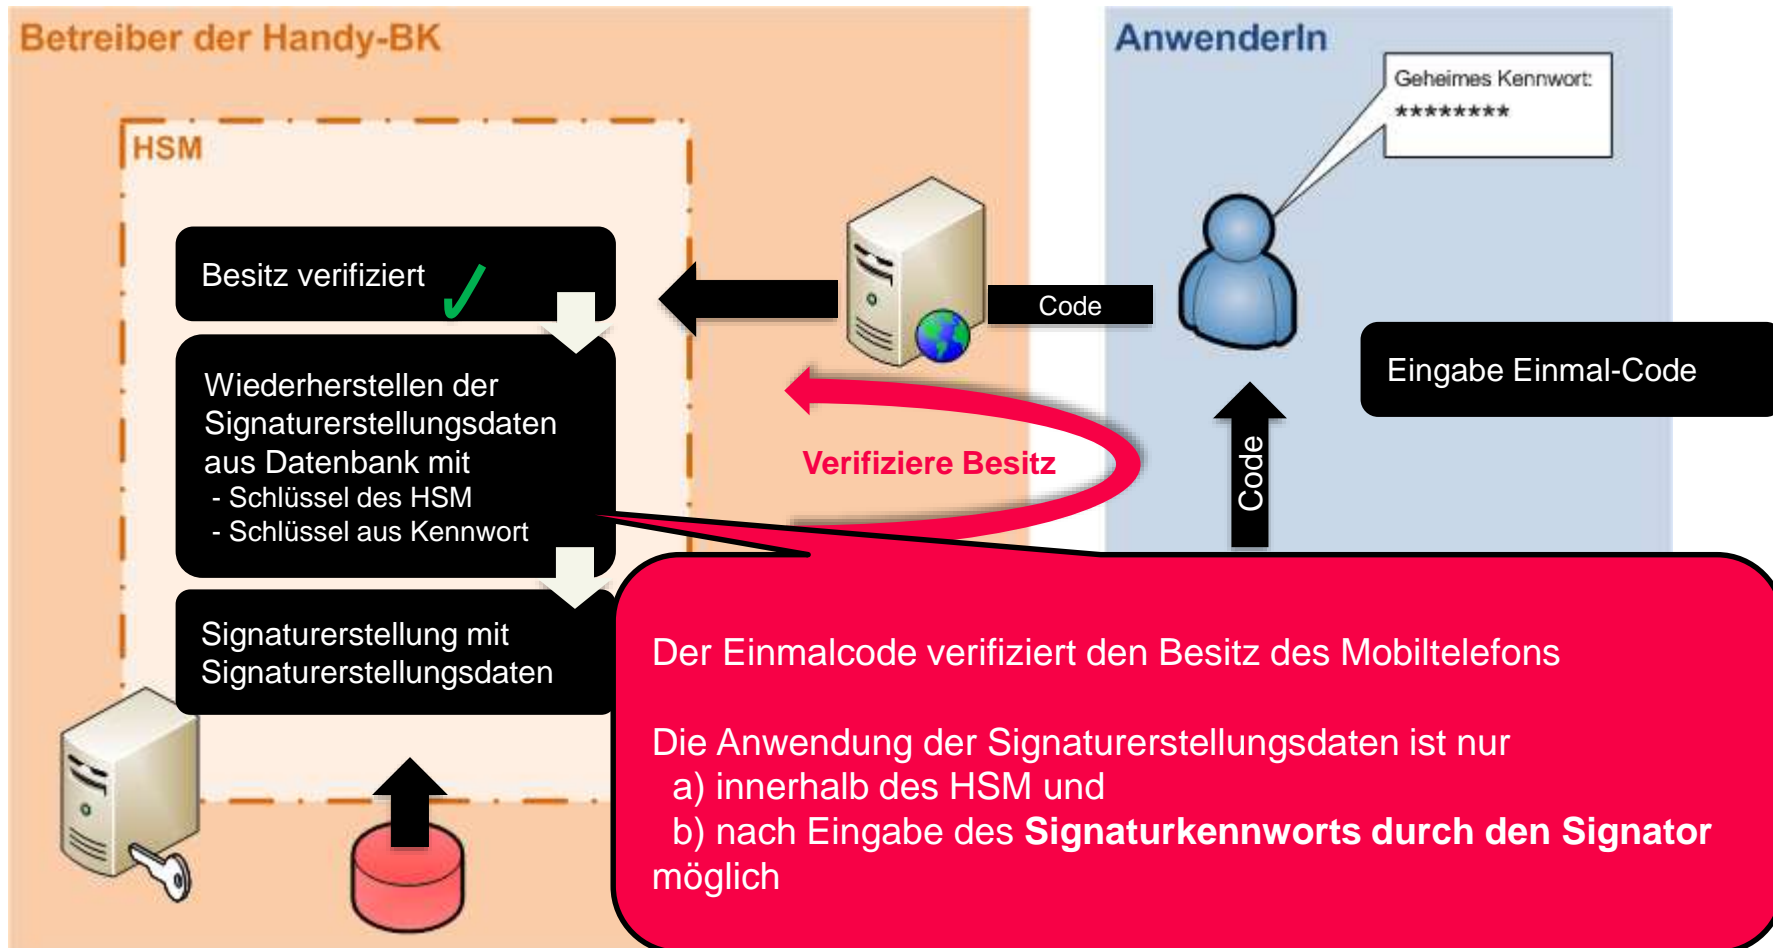 Betreiber der Handy-BK
HSM
Besitz verifiziert
Wiederherstellen der
Signaturerstellungsdaten
aus Datenbank mit
- Schlüssel des HSM
- Schlüssel aus Kennwort
Signaturerstellung mit
Signaturerstellungsdaten
Code
Verifiziere Besitz
AnwenderIn
Geheimes Kennwort:
********
Eingabe Einmal-Code
Code
Der Einmalcode verifiziert den Besitz des Mobiltelefons
Die Anwendung der Signaturerstellungsdaten ist nur
a) innerhalb des HSM und
b) nach Eingabe des Signaturkennworts durch den Signator
möglich